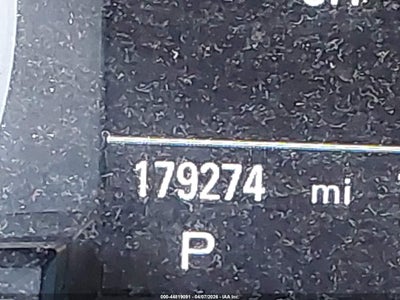 179274 mi
P
000-44819091 - 04/07/2026 - IAA Inc.